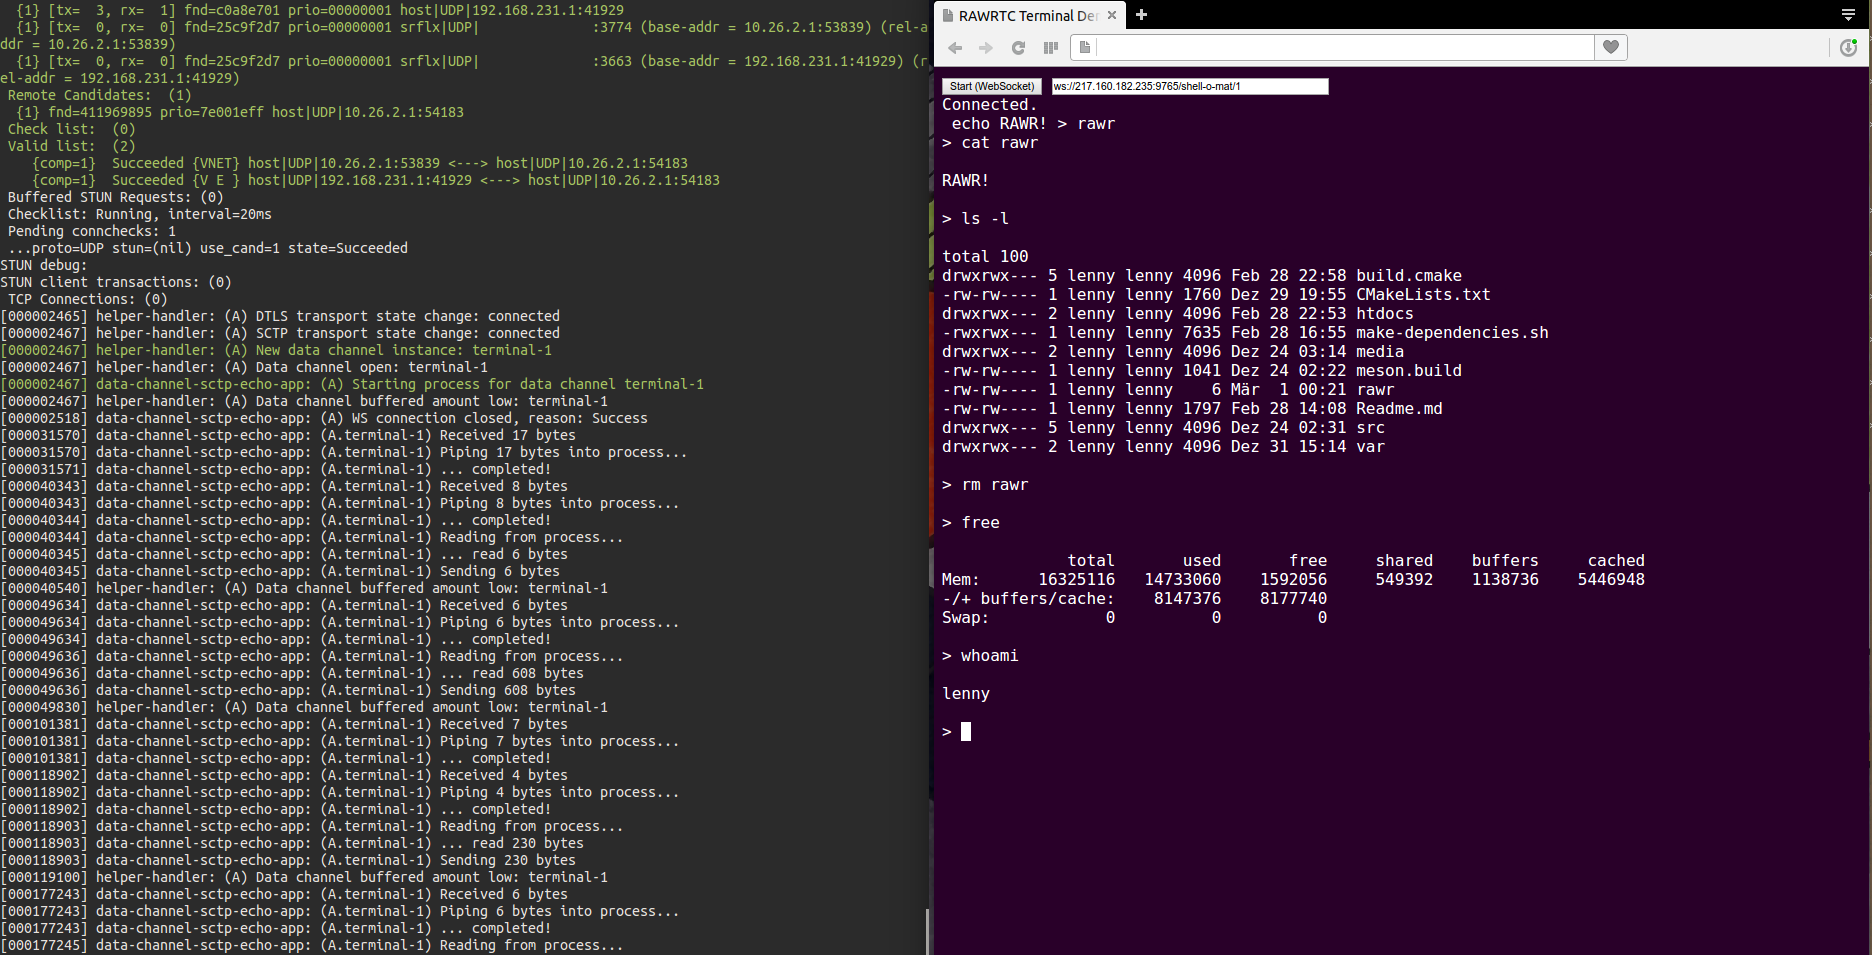 {1} [tx=  3, rx=  1] fnd=c0a8e701 prio=00000001 host|UDP|192.168.231.1:41929
  {1} [tx=  0, rx=  0] fnd=25c9f2d7 prio=00000001 srflx|UDP|              :3774 (base-addr = 10.26.2.1:53839) (rel-a
ddr = 10.26.2.1:53839)
  {1} [tx=  0, rx=  0] fnd=25c9f2d7 prio=00000001 srflx|UDP|              :3663 (base-addr = 192.168.231.1:41929) (r
el-addr = 192.168.231.1:41929)
 Remote Candidates:  (1)
  {1} fnd=411969895 prio=7e001eff host|UDP|10.26.2.1:54183
 Check list:  (0)
 Valid list:  (2)
    {comp=1}  Succeeded {VNET} host|UDP|10.26.2.1:53839 <---> host|UDP|10.26.2.1:54183
    {comp=1}  Succeeded {V E } host|UDP|192.168.231.1:41929 <---> host|UDP|10.26.2.1:54183
 Buffered STUN Requests: (0)
 Checklist: Running, interval=20ms
 Pending connchecks: 1
 ...proto=UDP stun=(nil) use_cand=1 state=Succeeded
STUN debug:
STUN client transactions: (0)
 TCP Connections: (0)
[000002465] helper-handler: (A) DTLS transport state change: connected
[000002467] helper-handler: (A) SCTP transport state change: connected
[000002467] helper-handler: (A) New data channel instance: terminal-1
[000002467] helper-handler: (A) Data channel open: terminal-1
[000002467] data-channel-sctp-echo-app: (A) Starting process for data channel terminal-1
[000002467] helper-handler: (A) Data channel buffered amount low: terminal-1
[000002518] data-channel-sctp-echo-app: (A) WS connection closed, reason: Success
[000031570] data-channel-sctp-echo-app: (A.terminal-1) Received 17 bytes
[000031570] data-channel-sctp-echo-app: (A.terminal-1) Piping 17 bytes into process...
[000031571] data-channel-sctp-echo-app: (A.terminal-1) ... completed!
[000040343] data-channel-sctp-echo-app: (A.terminal-1) Received 8 bytes
[000040343] data-channel-sctp-echo-app: (A.terminal-1) Piping 8 bytes into process...
[000040344] data-channel-sctp-echo-app: (A.terminal-1) ... completed!
[000040344] data-channel-sctp-echo-app: (A.terminal-1) Reading from process...
[000040345] data-channel-sctp-echo-app: (A.terminal-1) ... read 6 bytes
[000040345] data-channel-sctp-echo-app: (A.terminal-1) Sending 6 bytes
[000040540] helper-handler: (A) Data channel buffered amount low: terminal-1
[000049634] data-channel-sctp-echo-app: (A.terminal-1) Received 6 bytes
[000049634] data-channel-sctp-echo-app: (A.terminal-1) Piping 6 bytes into process...
[000049634] data-channel-sctp-echo-app: (A.terminal-1) ... completed!
[000049636] data-channel-sctp-echo-app: (A.terminal-1) Reading from process...
[000049636] data-channel-sctp-echo-app: (A.terminal-1) ... read 608 bytes
[000049636] data-channel-sctp-echo-app: (A.terminal-1) Sending 608 bytes
[000049830] helper-handler: (A) Data channel buffered amount low: terminal-1
[000101381] data-channel-sctp-echo-app: (A.terminal-1) Received 7 bytes
[000101381] data-channel-sctp-echo-app: (A.terminal-1) Piping 7 bytes into process...
[000101381] data-channel-sctp-echo-app: (A.terminal-1) ... completed!
[000118902] data-channel-sctp-echo-app: (A.terminal-1) Received 4 bytes
[000118902] data-channel-sctp-echo-app: (A.terminal-1) Piping 4 bytes into process...
[000118902] data-channel-sctp-echo-app: (A.terminal-1) ... completed!
[000118903] data-channel-sctp-echo-app: (A.terminal-1) Reading from process...
[000118903] data-channel-sctp-echo-app: (A.terminal-1) ... read 230 bytes
[000118903] data-channel-sctp-echo-app: (A.terminal-1) Sending 230 bytes
[000119100] helper-handler: (A) Data channel buffered amount low: terminal-1
[000177243] data-channel-sctp-echo-app: (A.terminal-1) Received 6 bytes
[000177243] data-channel-sctp-echo-app: (A.terminal-1) Piping 6 bytes into process...
[000177243] data-channel-sctp-echo-app: (A.terminal-1) ... completed!
[000177245] data-channel-sctp-echo-app: (A.terminal-1) Reading from process...
RAWRTC Terminal De
Start (WebSocket) ws://217.160.182.235:9765/shell-o-mat/1
Connected.
 echo RAWR! > rawr
> cat rawr
RAWR!
> ls -l
total 100
drwxrwx--- 5 lenny lenny 4096 Feb 28 22:58 build.cmake
-rw-rw---- 1 lenny lenny 1760 Dez 29 19:55 CMakeLists.txt
drwxrwx--- 2 lenny lenny 4096 Feb 28 22:53 htdocs
-rwxrwx--- 1 lenny lenny 7635 Feb 28 16:55 make-dependencies.sh
drwxrwx--- 2 lenny lenny 4096 Dez 24 03:14 media
-rw-rw---- 1 lenny lenny 1041 Dez 24 02:22 meson.build
-rw-rw---- 1 lenny lenny    6 Mär  1 00:21 rawr
-rw-rw---- 1 lenny lenny 1797 Feb 28 14:08 Readme.md
drwxrwx--- 5 lenny lenny 4096 Dez 24 02:31 src
drwxrwx--- 2 lenny lenny 4096 Dez 31 15:14 var
> rm rawr
> free
             total       used       free     shared    buffers     cached
Mem:      16325116   14733060    1592056     549392    1138736    5446948
-/+ buffers/cache:    8147376    8177740
Swap:            0          0          0
> whoami
lenny
>